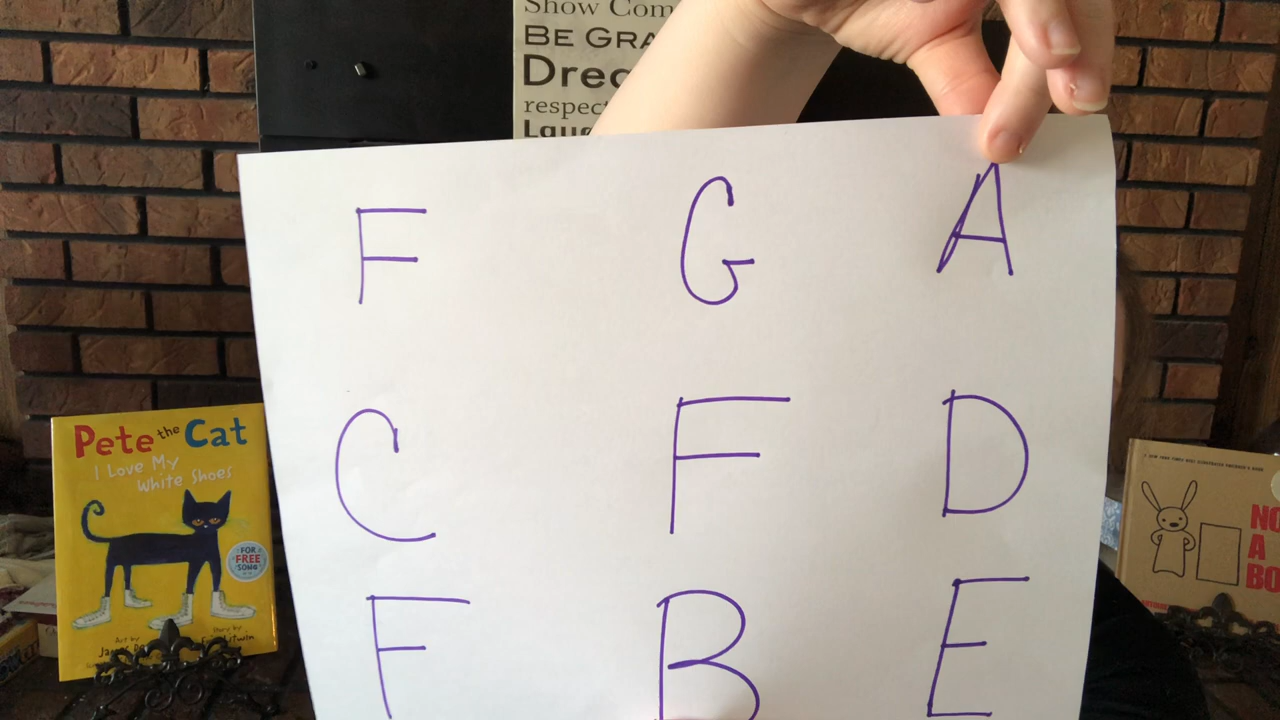 Show Com
BE GRA
Drea
respect
Laug
F G A
C F D
F B E
Pete the Cat
I Love My
White Shoes
FOR
FREE
SONG
Art by
Story by
NO
A
BO